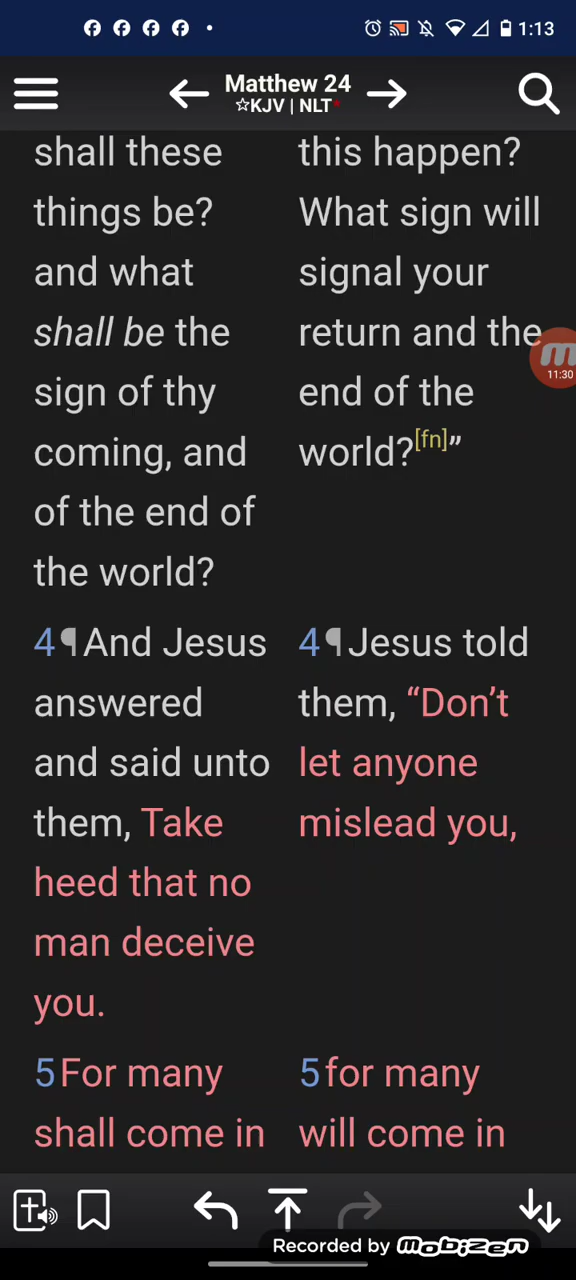 1:13
Matthew 24
☆KJV | NLT*
11:30
shall these
things be?
and what
shall be the
sign of thy
coming, and
of the end of
the world?
this happen?
What sign will
signal your
return and the
end of the
world?[fn]”
4 ¶ And Jesus
answered
and said unto
them, Take
heed that no
man deceive
you.
4 ¶ Jesus told
them, “Don’t
let anyone
mislead you,
5 For many
shall come in
5 for many
will come in
Recorded by mobizen